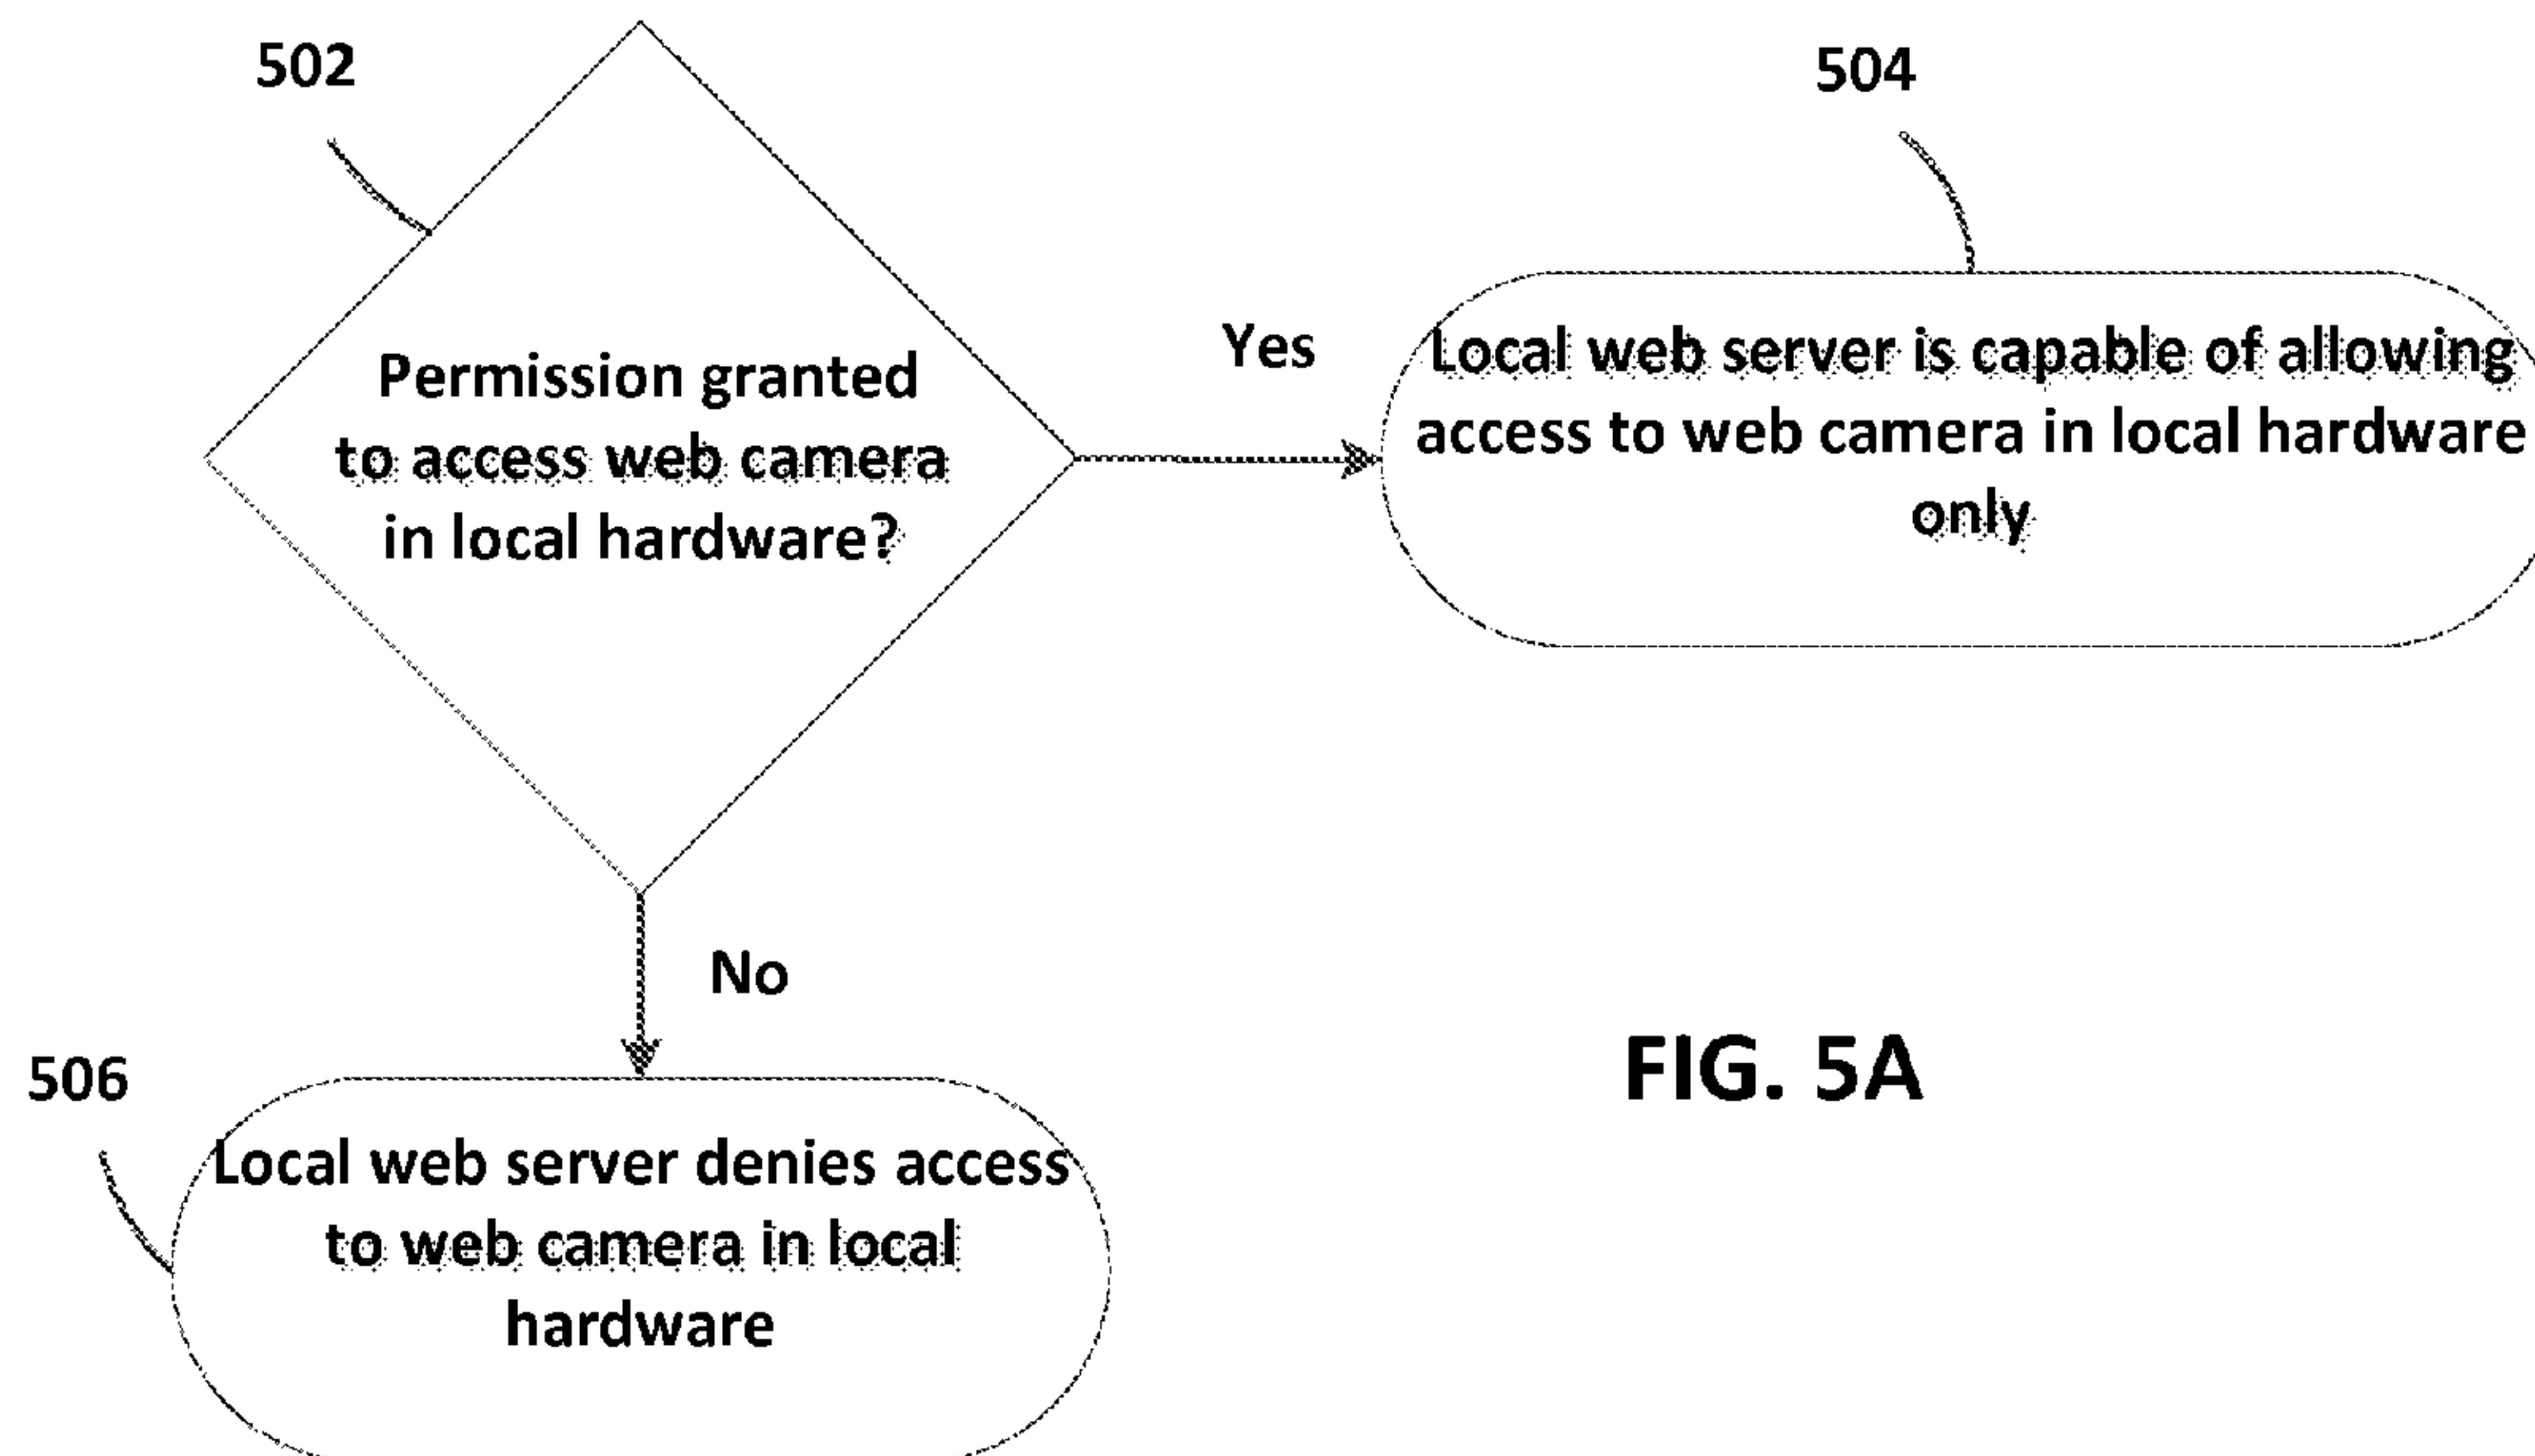 502
504
Permission granted
to access web camera
in local hardware?
Yes
Local web server is capable of allowing
access to web camera in local hardware
only
No
506
Local web server denies access
to web camera in local
hardware
FIG. 5A